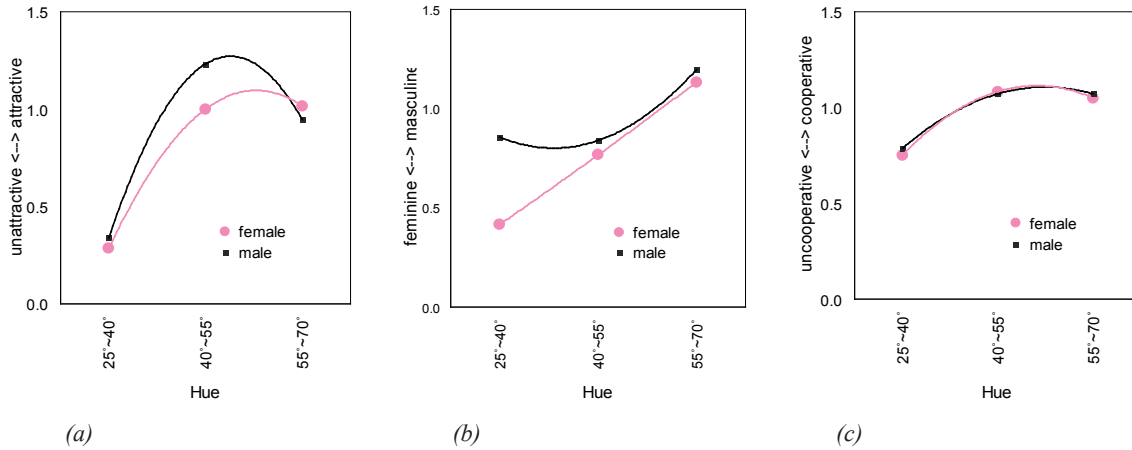 1.5
1.0
0.5
0.0
unattractive <--> attractive
female
male
25°~40°
40°~55°
55°~70°
Hue
(a)
1.5
1.0
0.5
0.0
feminine <--> masculine
female
male
25°~40°
40°~55°
55°~70°
Hue
(b)
1.5
1.0
0.5
0.0
uncooperative <--> cooperative
female
male
25°~40°
40°~55°
55°~70°
Hue
(c)